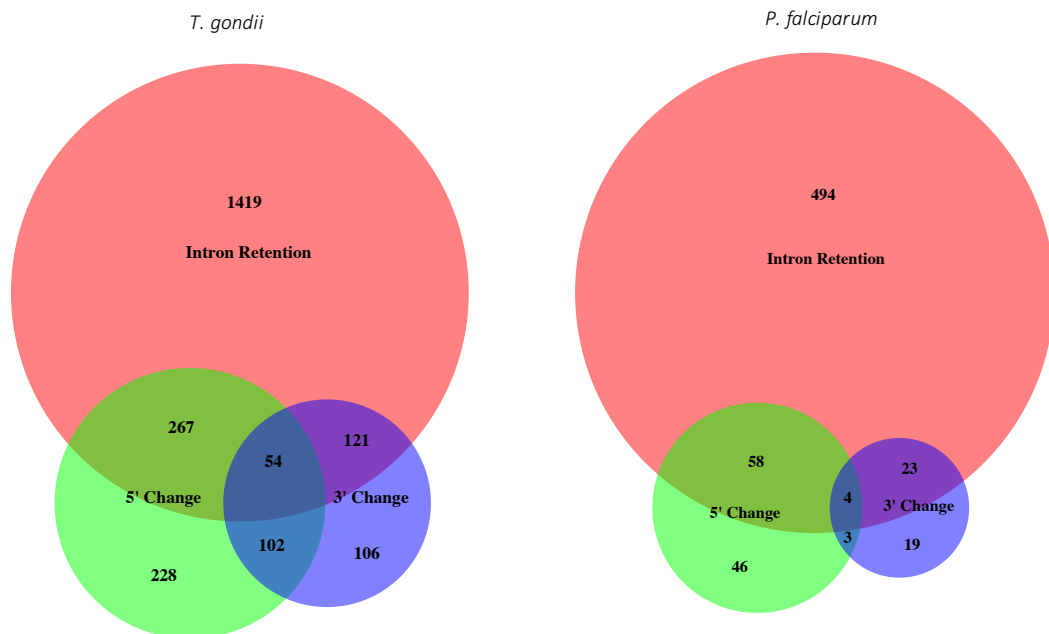 T. gondii
1419
Intron Retention
267
54
121
5' Change
3' Change
102
106
228
P. falciparum
494
Intron Retention
58
23
4
5' Change
3' Change
3
19
46